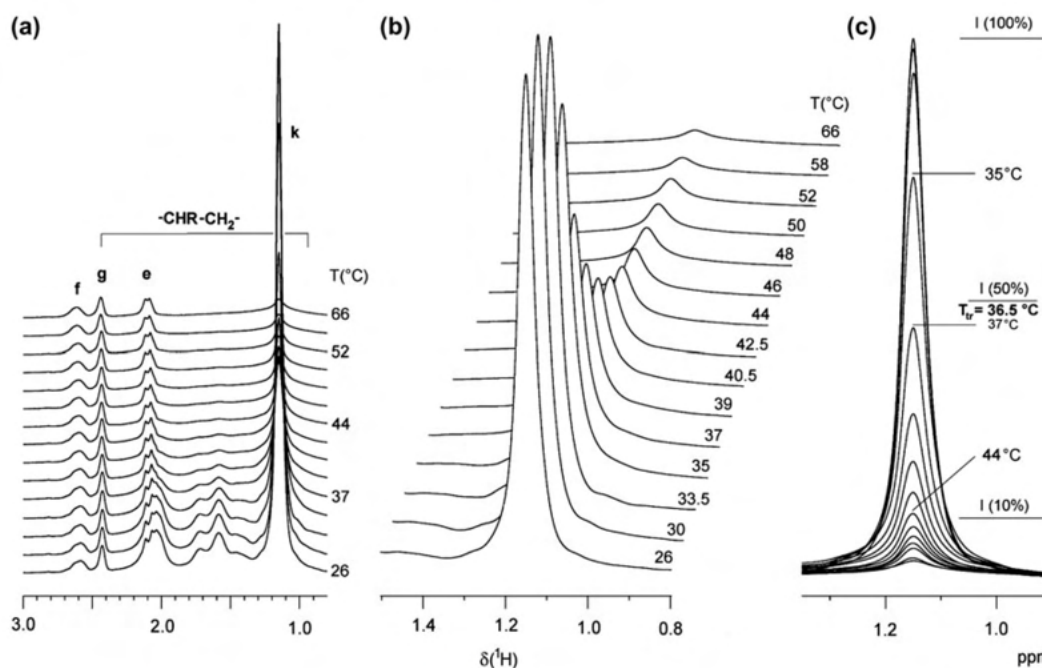 (a)
k
-CHR-CH2-
T(°C)
f
g
e
66
52
44
37
26
3.0
2.0
1.0
(b)
T(°C)
66
58
52
50
48
46
44
42.5
40.5
39
37
35
33.5
30
26
1.4
1.2
1.0
0.8
δ(¹H)
(c)
I (100%)
35°C
I (50%)
Ttr = 36.5 °C
37°C
44°C
I (10%)
1.2
1.0
ppm